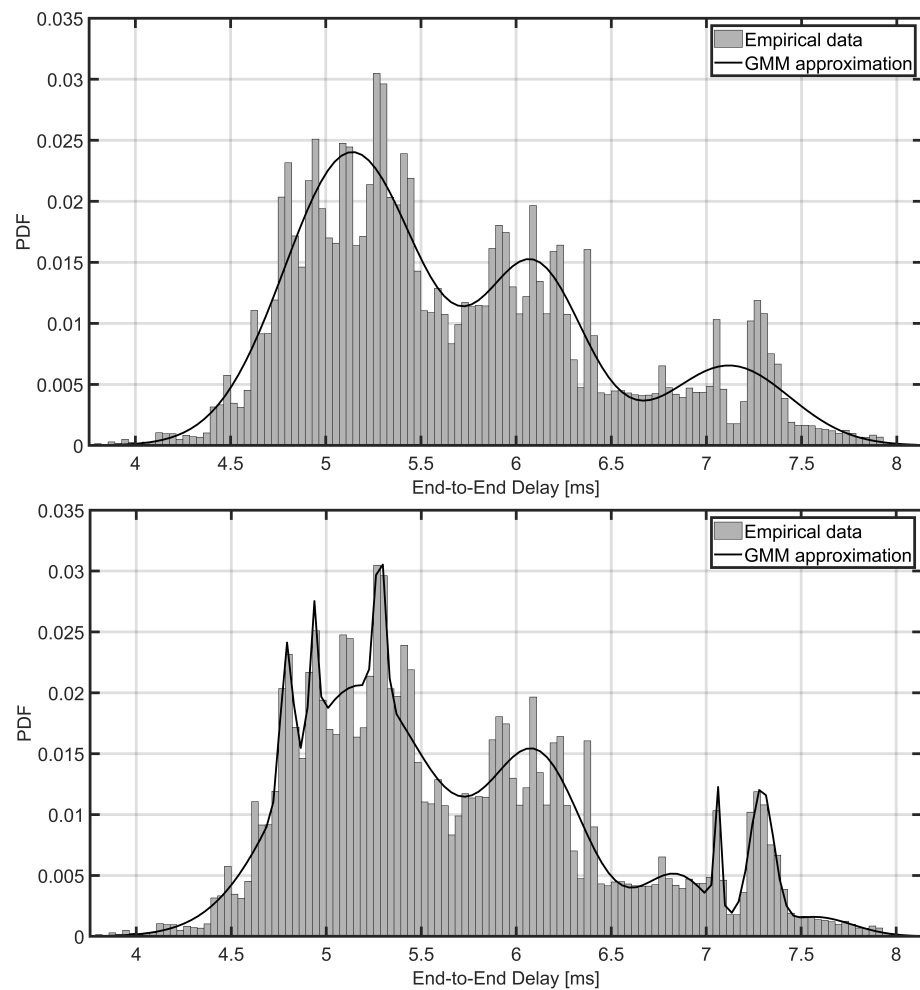 0.035
0.03
0.025
0.02
0.015
0.01
0.005
0
PDF
4 4.5 5 5.5 6 6.5 7 7.5 8
End-to-End Delay [ms]
Empirical data
GMM approximation
0.035
0.03
0.025
0.02
0.015
0.01
0.005
0
PDF
4 4.5 5 5.5 6 6.5 7 7.5 8
End-to-End Delay [ms]
Empirical data
GMM approximation